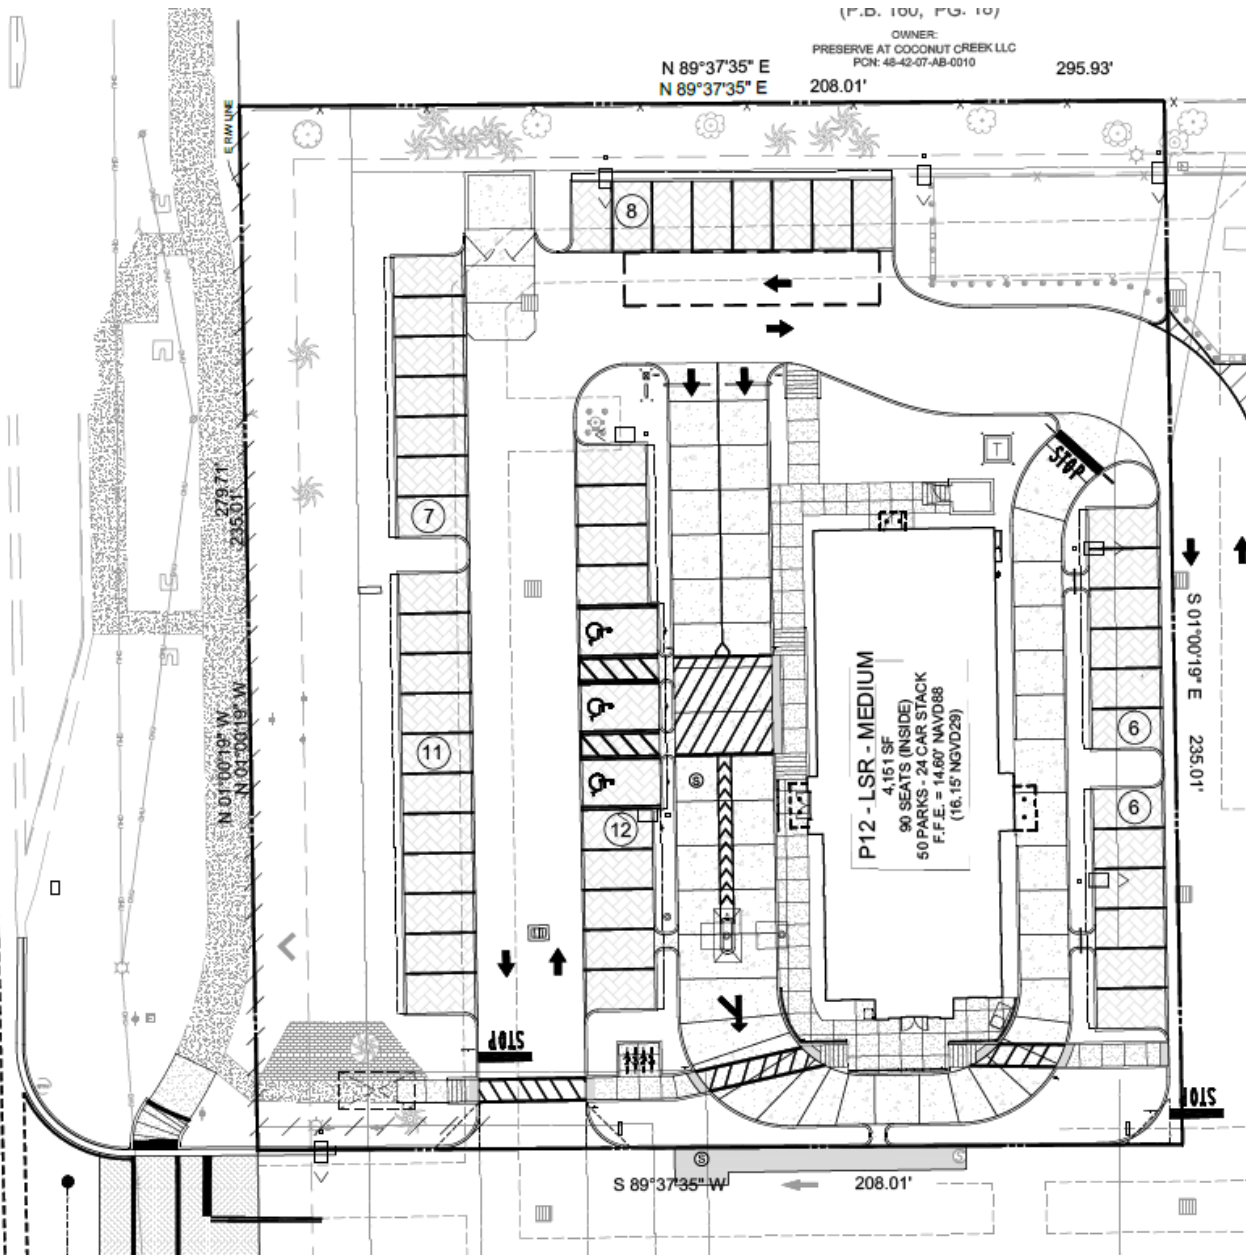 (P.B. 160, PG. 10)
OWNER:
PRESERVE AT COCONUT CREEK LLC
PCN: 48-42-07-AB-0010
N 89°37'35" E
295.93'
N 89°37'35" E
208.01'
E R/W LINE
8
7
279.71'
235.01'
T
STOP
S 01°00'19" E
235.01'
N 01°00'19" W
N 01°00'19" W
11
12
6
6
S
P12 - LSR - MEDIUM
4,151 SF
90 SEATS (INSIDE)
50 PARKS - 24 CAR STACK
F.F.E. = 14.60' NAVD88
(16.15' NGVD29)
STOP
STOP
S
S
S 89°37'35" W
208.01'